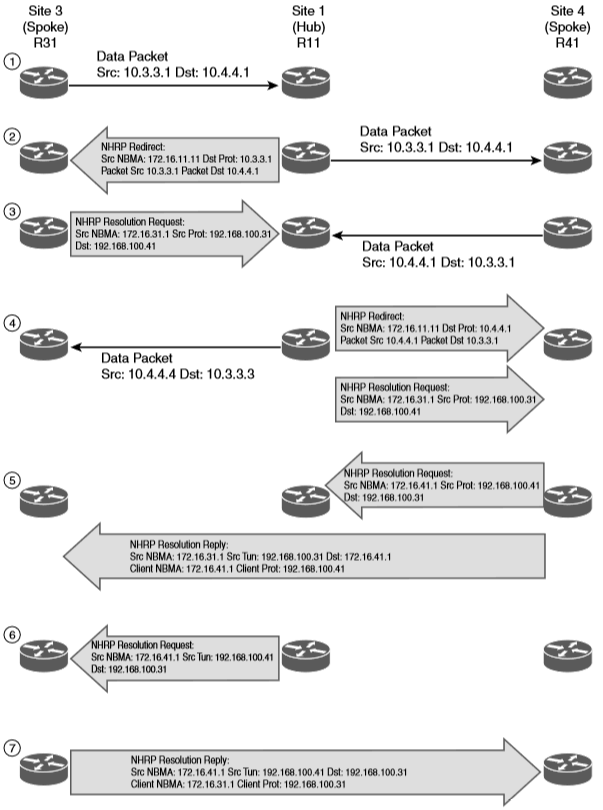 Site 3
(Spoke)
R31
Site 1
(Hub)
R11
Site 4
(Spoke)
R41
1
Data Packet
Src: 10.3.3.1 Dst: 10.4.4.1
2
NHRP Redirect:
Src NBMA: 172.16.11.11 Dst Prot: 10.3.3.1
Packet Src 10.3.3.1 Packet Dst 10.4.4.1
Data Packet
Src: 10.3.3.1 Dst: 10.4.4.1
3
NHRP Resolution Request:
Src NBMA: 172.16.31.1 Src Prot: 192.168.100.31
Dst: 192.168.100.41
Data Packet
Src: 10.4.4.1 Dst: 10.3.3.1
4
Data Packet
Src: 10.4.4.4 Dst: 10.3.3.3
NHRP Redirect:
Src NBMA: 172.16.11.11 Dst Prot: 10.4.4.1
Packet Src 10.4.4.1 Packet Dst 10.3.3.1
NHRP Resolution Request:
Src NBMA: 172.16.31.1 Src Prot: 192.168.100.31
Dst: 192.168.100.41
5
NHRP Resolution Request:
Src NBMA: 172.16.41.1 Src Prot: 192.168.100.41
Dst: 192.168.100.31
NHRP Resolution Reply:
Src NBMA: 172.16.31.1 Src Tun: 192.168.100.31 Dst: 172.16.41.1
Client NBMA: 172.16.41.1 Client Prot: 192.168.100.41
6
NHRP Resolution Request:
Src NBMA: 172.16.41.1 Src Tun: 192.168.100.41
Dst: 192.168.100.31
7
NHRP Resolution Reply:
Src NBMA: 172.16.41.1 Src Tun: 192.168.100.41 Dst: 192.168.100.31
Client NBMA: 172.16.31.1 Client Prot: 192.168.100.31